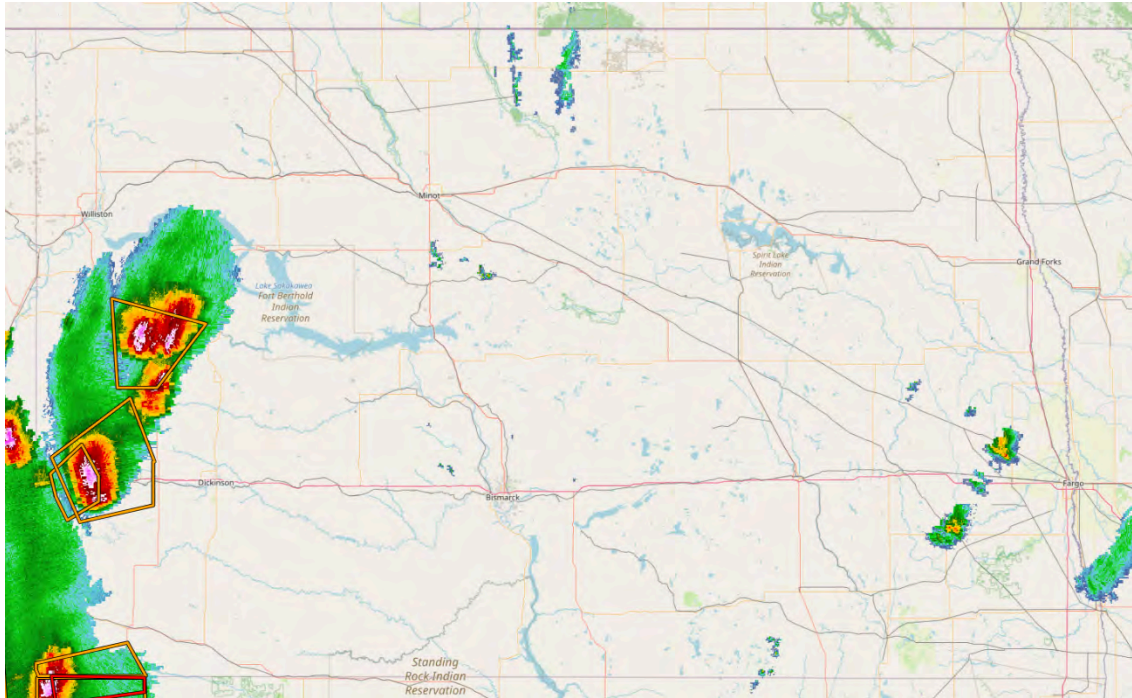 Minot
Williston
Spirit Lake
Indian
Reservation
Grand Forks
Lake Sakakawea
Fort Berthold
Indian
Reservation
Dickinson
Fargo
Bismarck
Standing
Rock Indian
Reservation